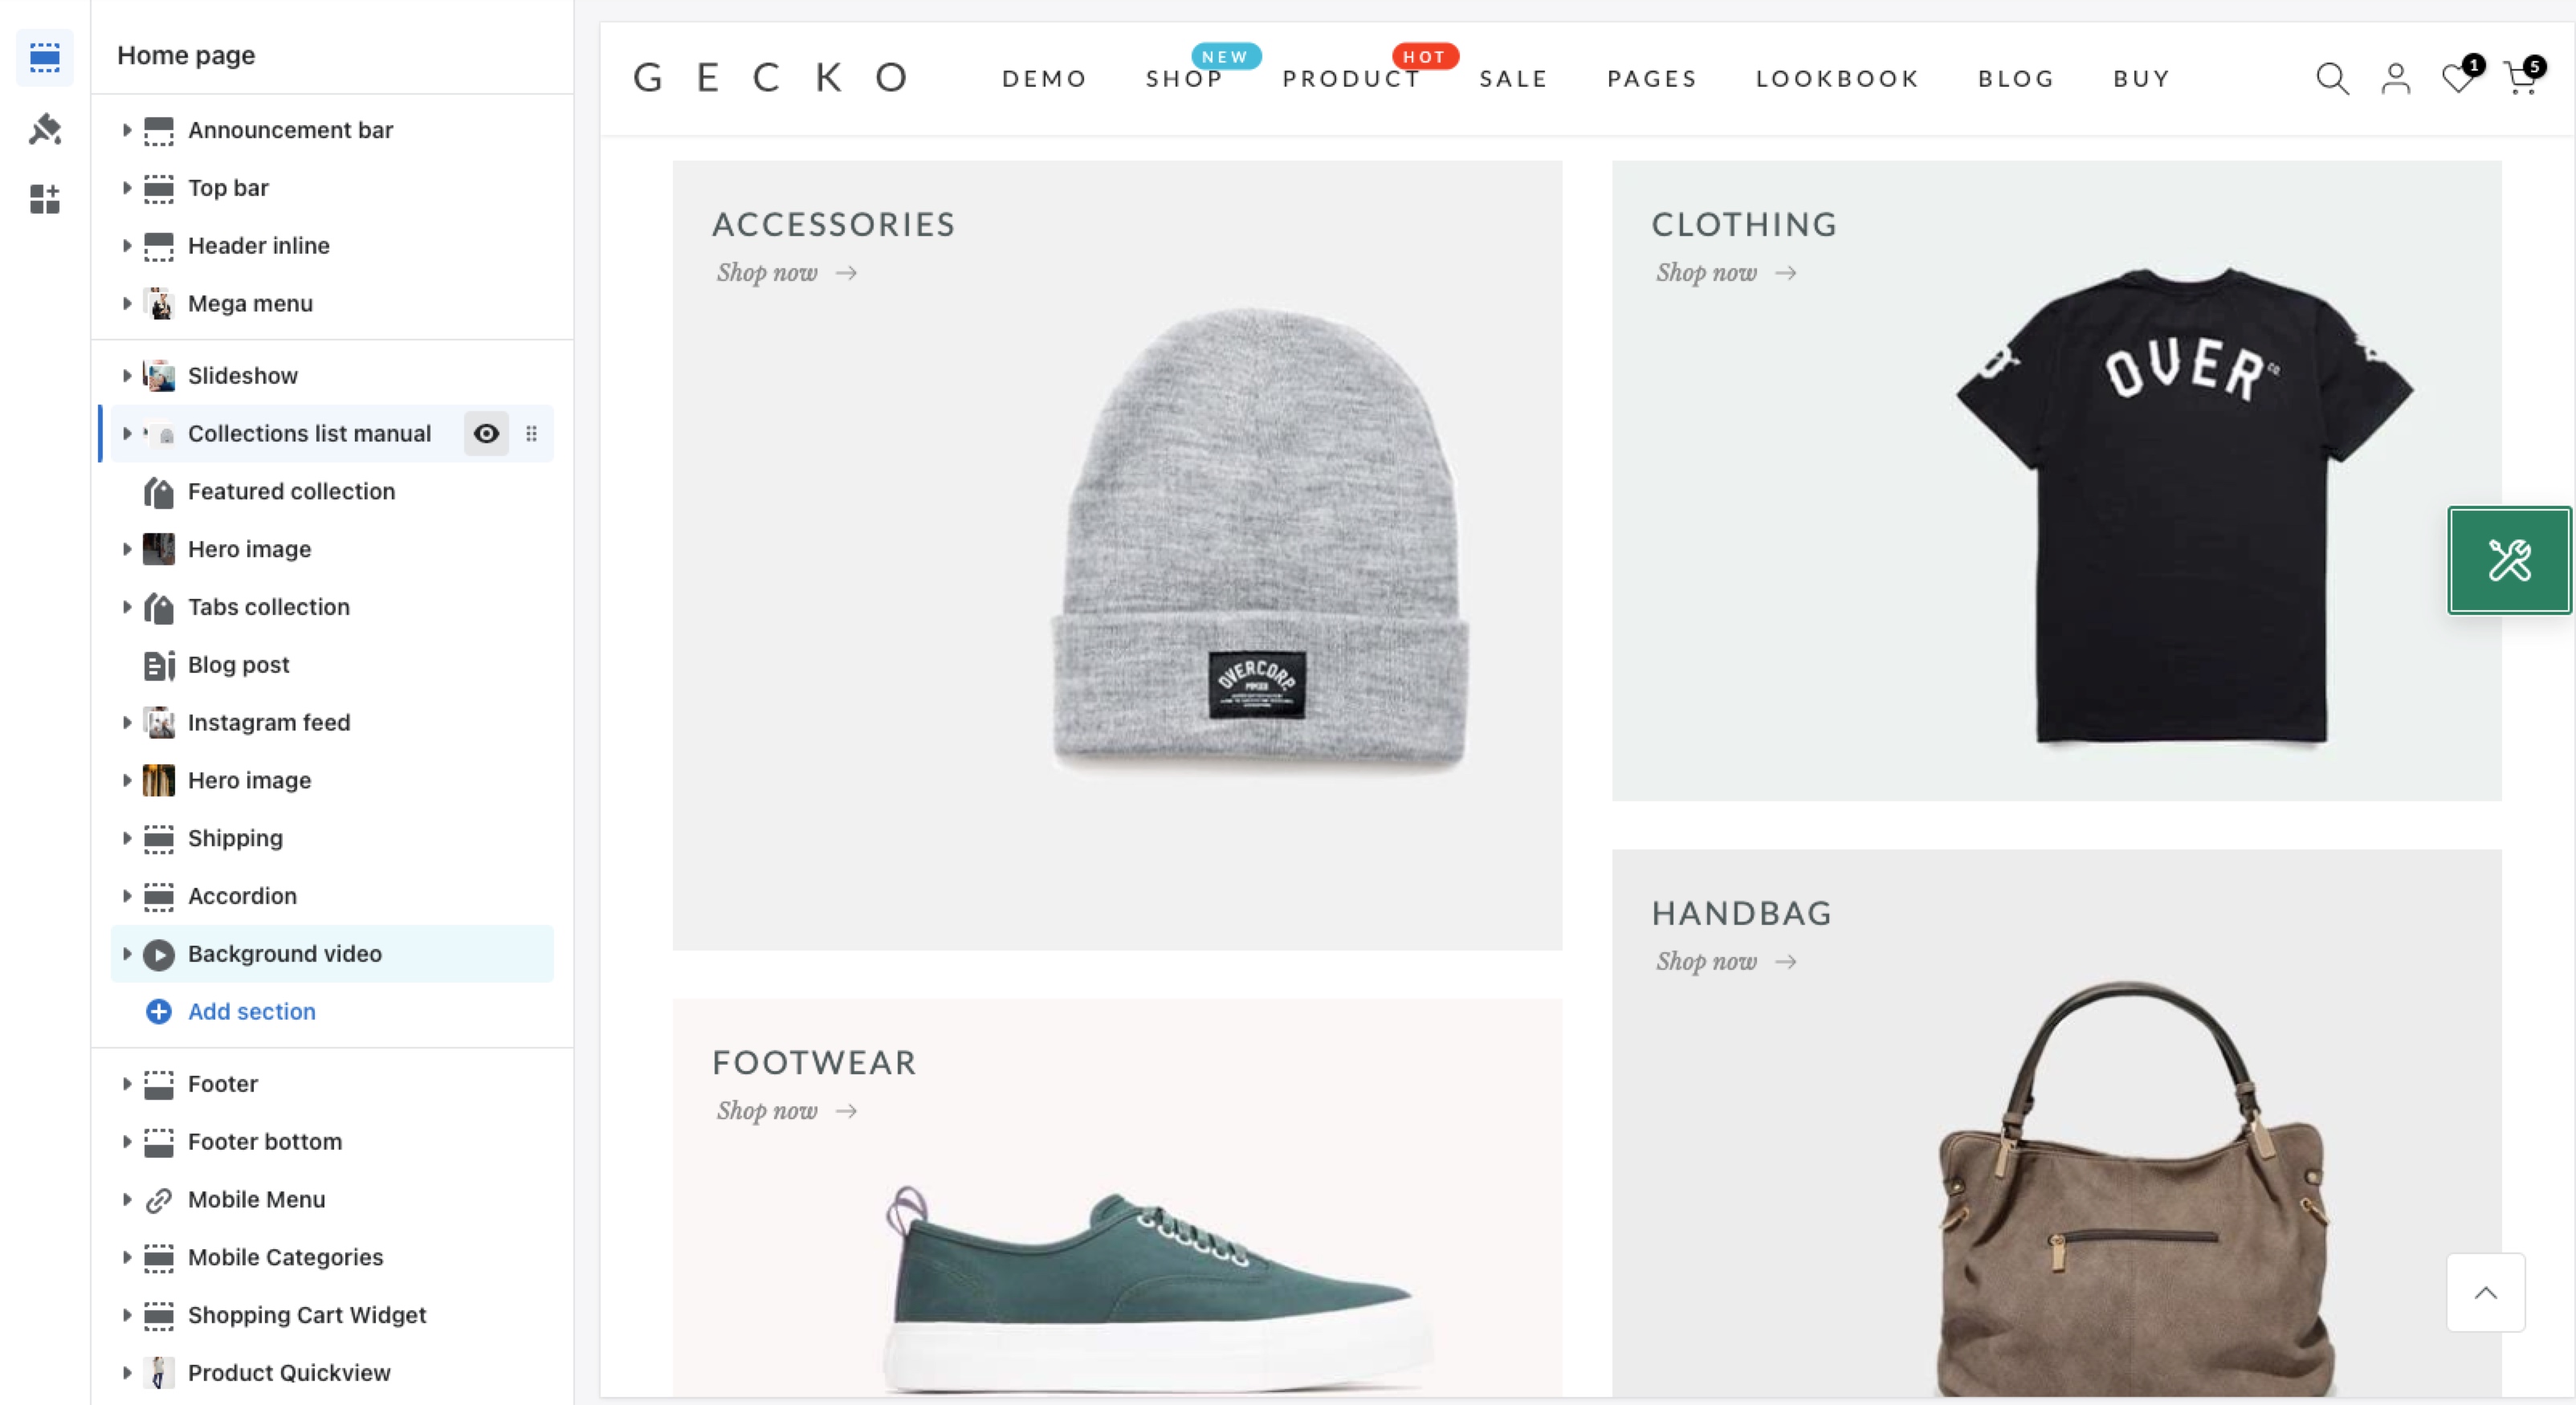 Home page
Announcement bar
Top bar
Header inline
Mega menu
Slideshow
Collections list manual
Featured collection
Hero image
Tabs collection
Blog post
Instagram feed
Hero image
Shipping
Accordion
Background video
Add section
Footer
Footer bottom
Mobile Menu
Mobile Categories
Shopping Cart Widget
Product Quickview
GECKO
DEMO
SHOP
NEW
PRODUCT
HOT
SALE
PAGES
LOOKBOOK
BLOG
BUY
1
5
ACCESSORIES
Shop now →
OVERCORP.
CLOTHING
Shop now →
OVER CO.
HANDBAG
Shop now →
FOOTWEAR
Shop now →